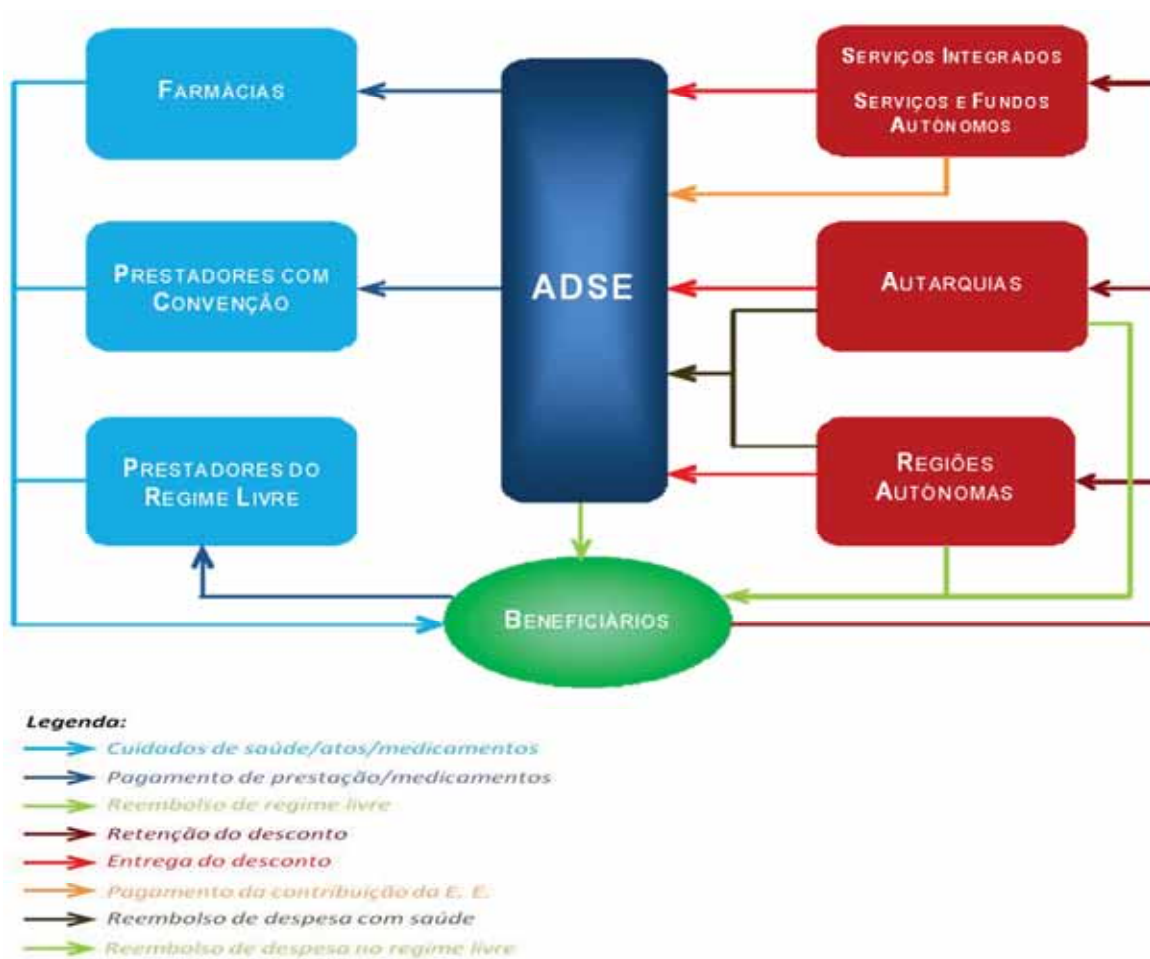 FARMÁCIAS
PRESTADORES COM
CONVENÇÃO
PRESTADORES DO
REGIME LIVRE
ADSE
SERVIÇOS INTEGRADOS
SERVIÇOS E FUNDOS
AUTÓNOMOS
AUTARQUIAS
REGIÕES
AUTÓNOMAS
BENEFICIÁRIOS
Legenda:
Cuidados de saúde/atos/medicamentos
Pagamento de prestação/medicamentos
Reembolso de regime livre
Retenção do desconto
Entrega do desconto
Pagamento da contribuição da E. E.
Reembolso de despesa com saúde
Reembolso de despesa no regime livre